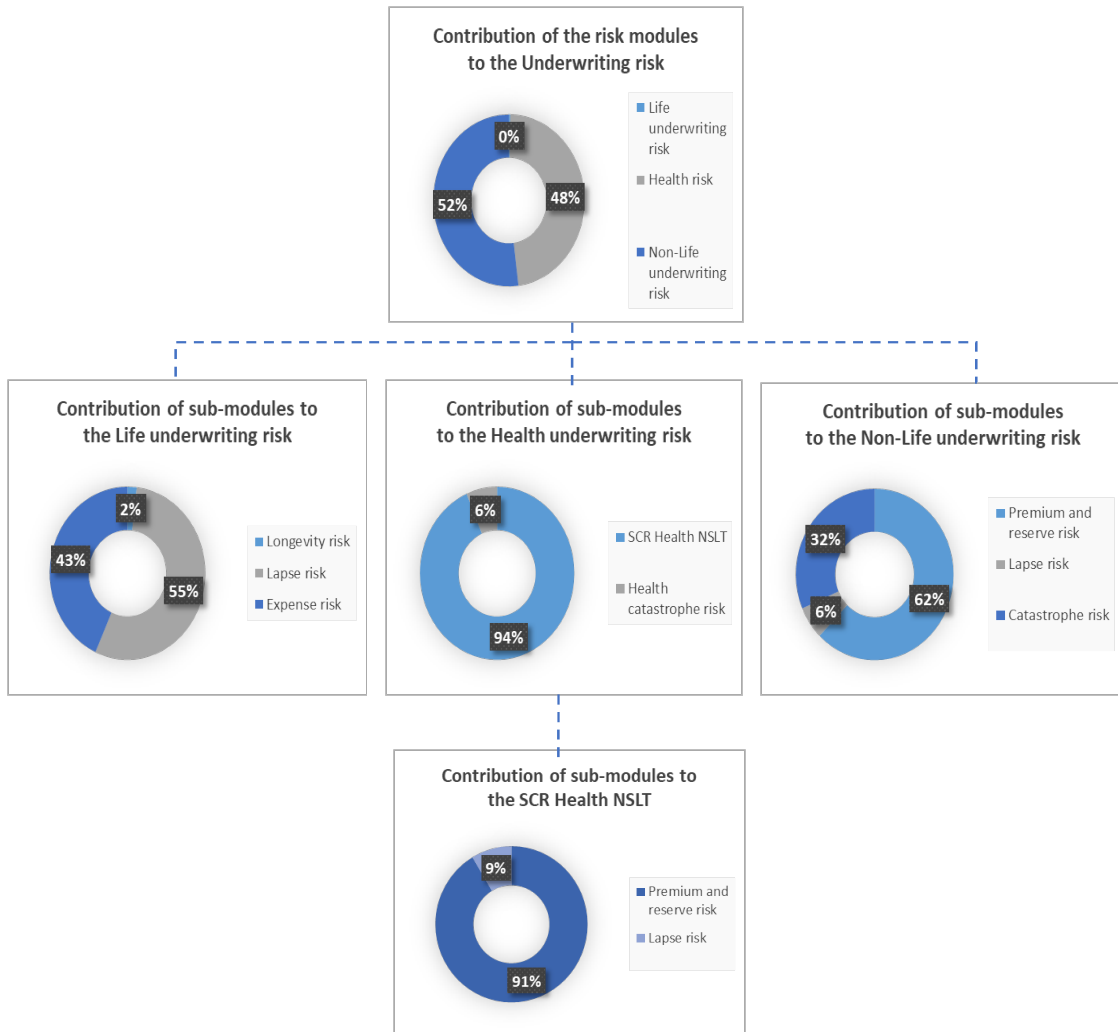 Contribution of the risk modules
to the Underwriting risk
0%
48%
52%
Life
underwriting
risk
Health risk
Non-Life
underwriting
risk
Contribution of sub-modules to
the Life underwriting risk
2%
43%
55%
Longevity risk
Lapse risk
Expense risk
Contribution of sub-modules
to the Health underwriting risk
6%
94%
SCR Health NSLT
Health
catastrophe risk
Contribution of sub-modules
to the Non-Life underwriting risk
32%
6%
62%
Premium and
reserve risk
Lapse risk
Catastrophe risk
Contribution of sub-modules to
the SCR Health NSLT
9%
91%
Premium and
reserve risk
Lapse risk